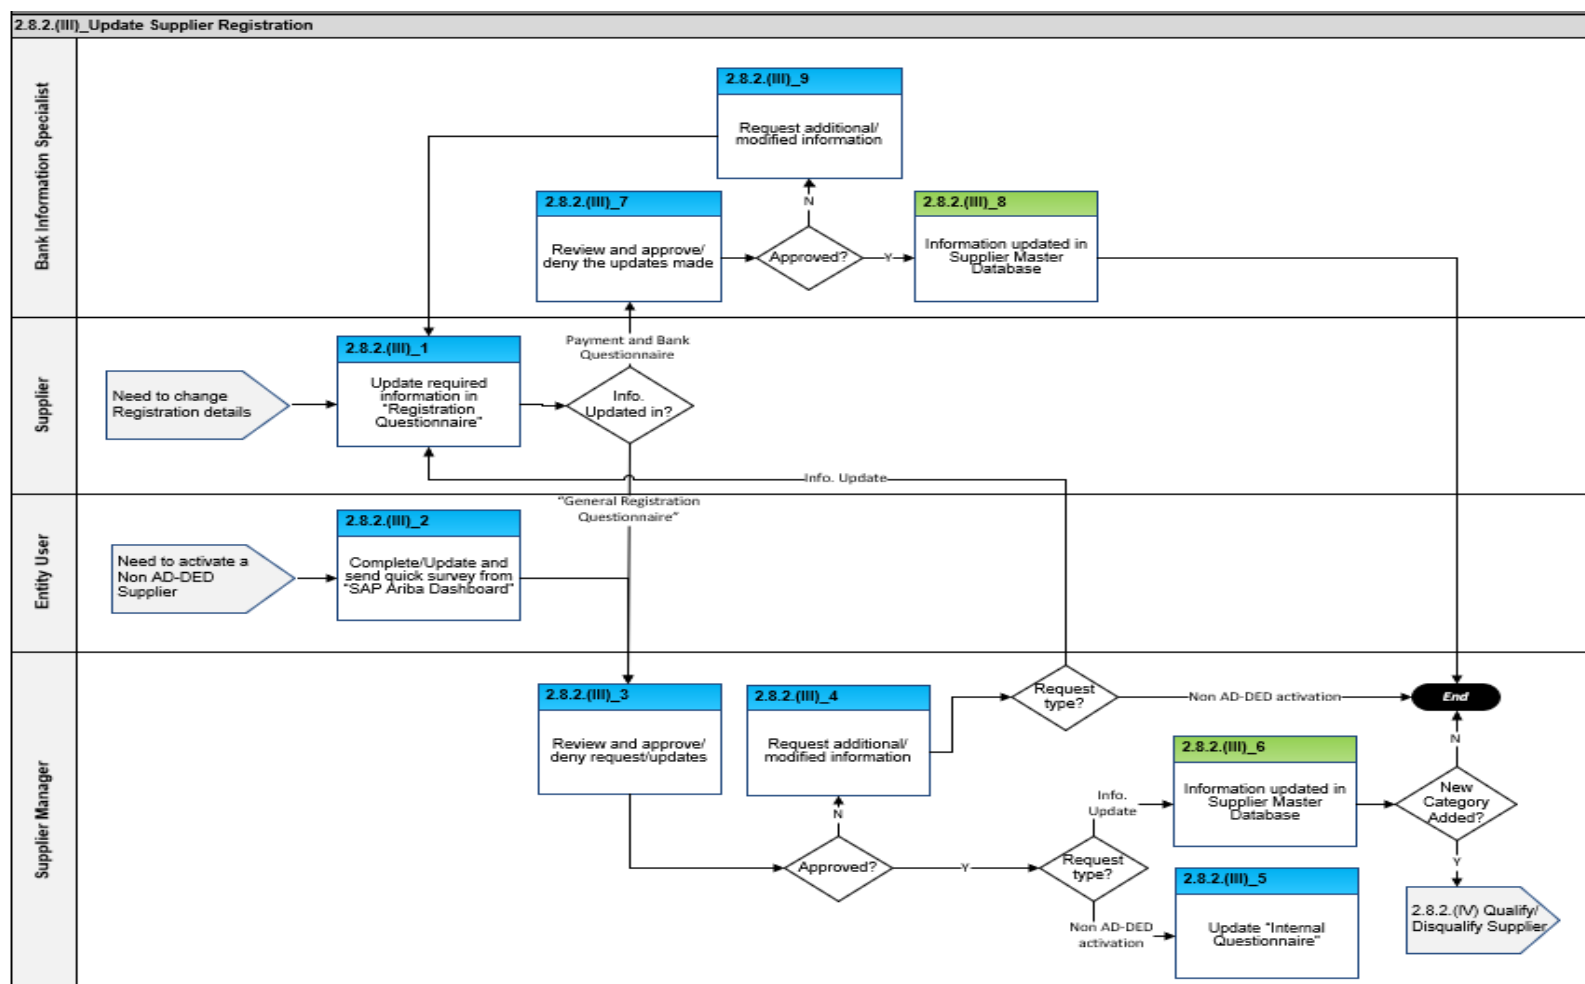 2.8.2.(III)_Update Supplier Registration
Bank Information Specialist
2.8.2.(III)_9
Request additional/
modified information
2.8.2.(III)_7
Review and approve/
deny the updates made
Approved?
N
Y
2.8.2.(III)_8
Information updated in
Supplier Master
Database
Supplier
Need to change
Registration details
2.8.2.(III)_1
Update required
information in
"Registration
Questionnaire"
Payment and Bank
Questionnaire
Info.
Updated in?
Info. Update
"General Registration
Questionnaire"
Entity User
Need to activate a
Non AD-DED
Supplier
2.8.2.(III)_2
Complete/Update and
send quick survey from
"SAP Ariba Dashboard"
Supplier Manager
2.8.2.(III)_3
Review and approve/
deny request/updates
2.8.2.(III)_4
Request additional/
modified information
Request
type?
Non AD-DED activation
End
N
Approved?
Y
Request
type?
Info.
Update
2.8.2.(III)_6
Information updated in
Supplier Master
Database
N
New
Category
Added?
Y
Non AD-DED
activation
2.8.2.(III)_5
Update "Internal
Questionnaire"
2.8.2.(IV) Qualify/
Disqualify Supplier